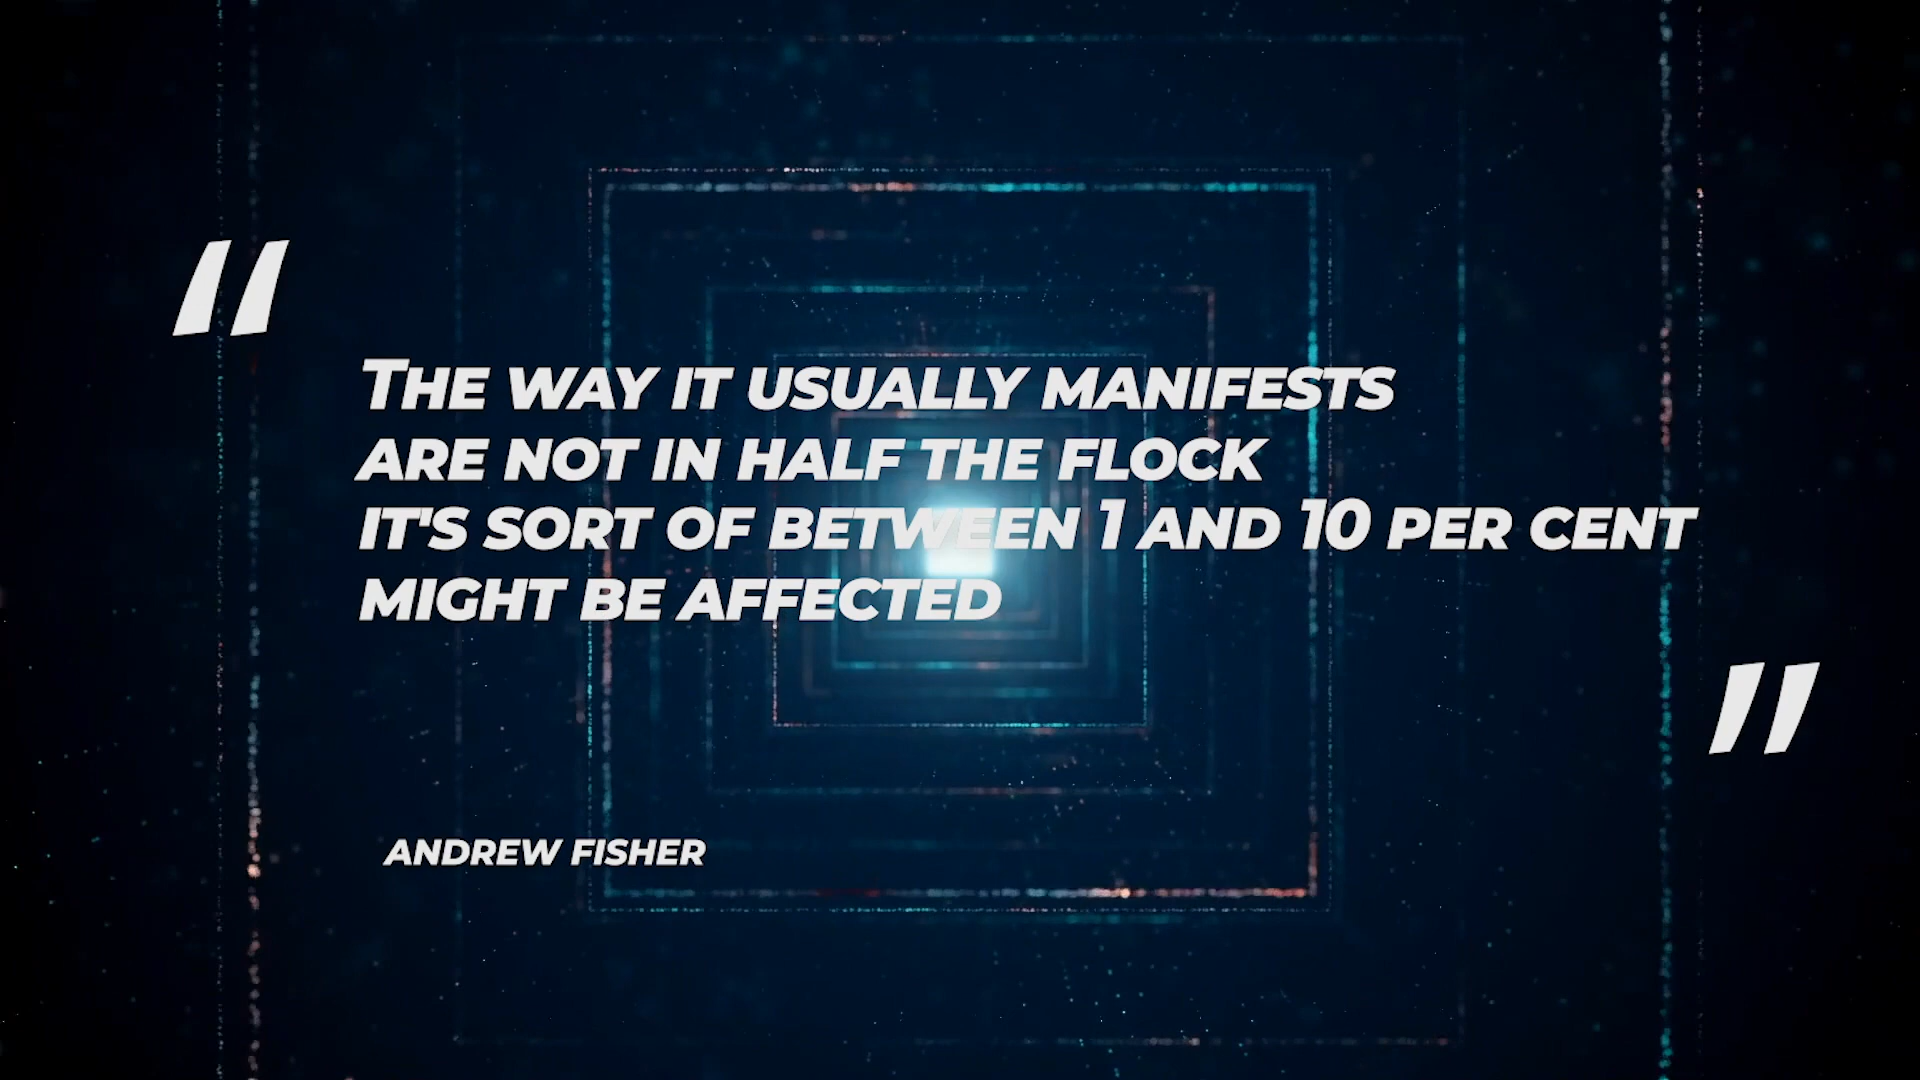 “
THE WAY IT USUALLY MANIFESTS
ARE NOT IN HALF THE FLOCK
IT'S SORT OF BETWEEN 1 AND 10 PER CENT
MIGHT BE AFFECTED
”
ANDREW FISHER